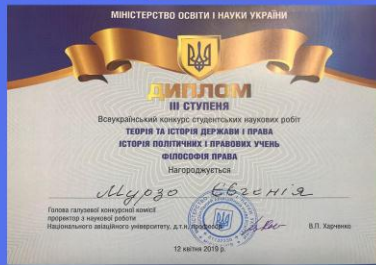 МІНІСТЕРСТВО ОСВІТИ І НАУКИ УКРАЇНИ
ДИПЛОМ
III СТУПЕНЯ
Всеукраїнський конкурс студентських наукових робіт
ТЕОРІЯ ТА ІСТОРІЯ ДЕРЖАВИ І ПРАВА
ІСТОРІЯ ПОЛІТИЧНИХ І ПРАВОВИХ УЧЕНЬ
ФІЛОСОФІЯ ПРАВА
Нагороджується
Мурзо Євгенія
Голова галузевої конкурсної комісії
проректор з наукової роботи
Національного авіаційного університету, д.т.н., професор
В.П. Харченко
12 квітня 2019 р.